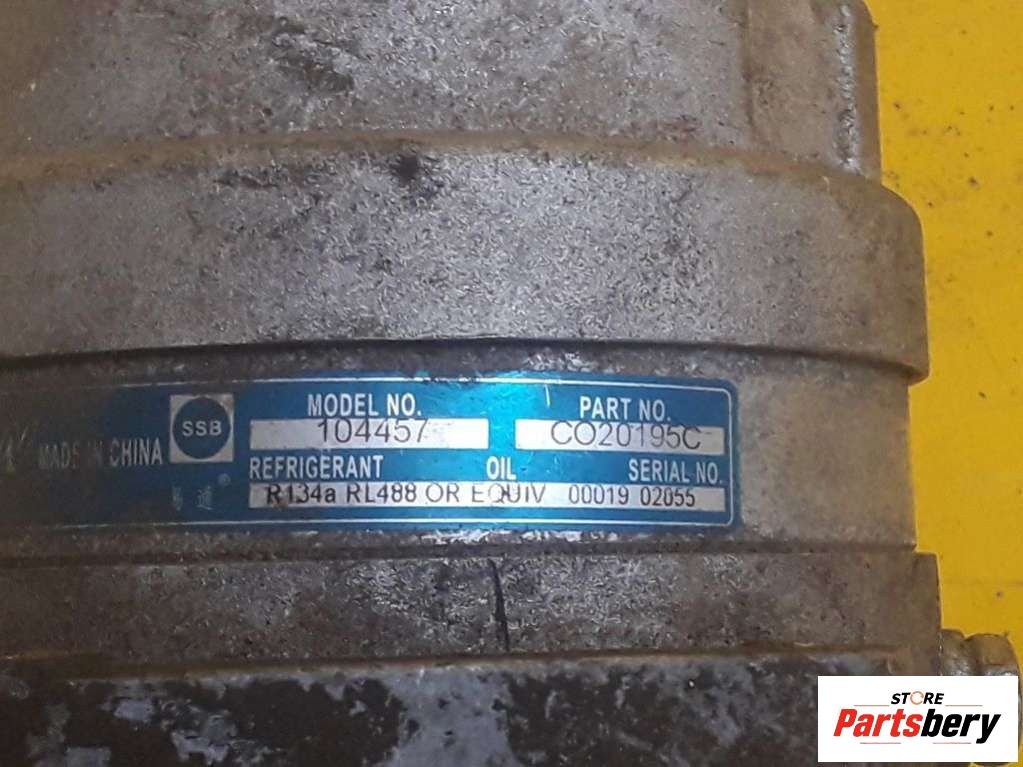 MODEL NO. PART NO.
104457 CO20195C
MADE IN CHINA SSB
REFRIGERANT OIL SERIAL NO.
R134a RL488 OR EQUIV 00019 02055
®
STORE
Partsbery